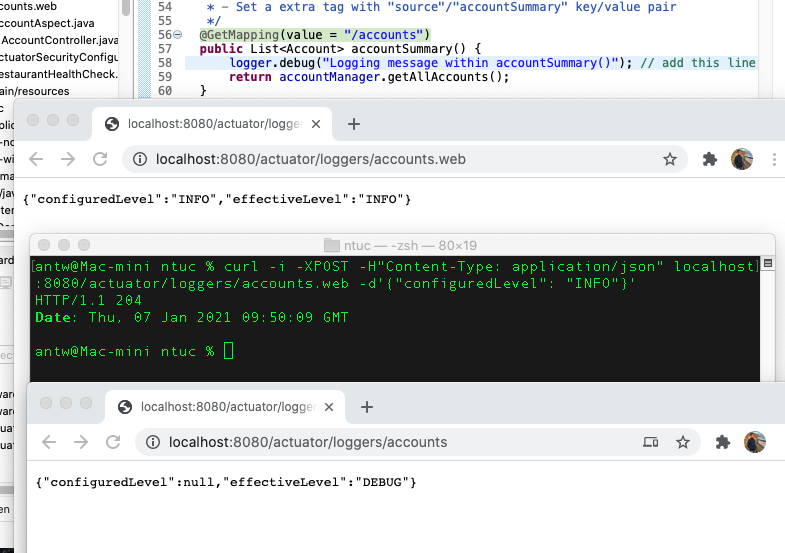 ccounts.web
ccountAspect.java
AccountController.java
ctuatorSecurityConfigu
estaurantHealthCheck.
ain/resources
54 * - Set a extra tag with "source"/"accountSummary" key/value pair
55 */
56 @GetMapping(value = "/accounts")
57 public List<Account> accountSummary() {
58 logger.debug("Logging message within accountSummary()"); // add this line
59 return accountManager.getAllAccounts();
60 }
localhost:8080/actuator/logge
localhost:8080/actuator/loggers/accounts.web
{"configuredLevel":"INFO","effectiveLevel":"INFO"}
ntuc — -zsh — 80×19
[antw@Mac-mini ntuc % curl -i -XPOST -H"Content-Type: application/json" localhost]
:8080/actuator/loggers/accounts.web -d'{"configuredLevel": "INFO"}'
HTTP/1.1 204
Date: Thu, 07 Jan 2021 09:50:09 GMT
antw@Mac-mini ntuc %
localhost:8080/actuator/logge
localhost:8080/actuator/loggers/accounts
{"configuredLevel":null,"effectiveLevel":"DEBUG"}